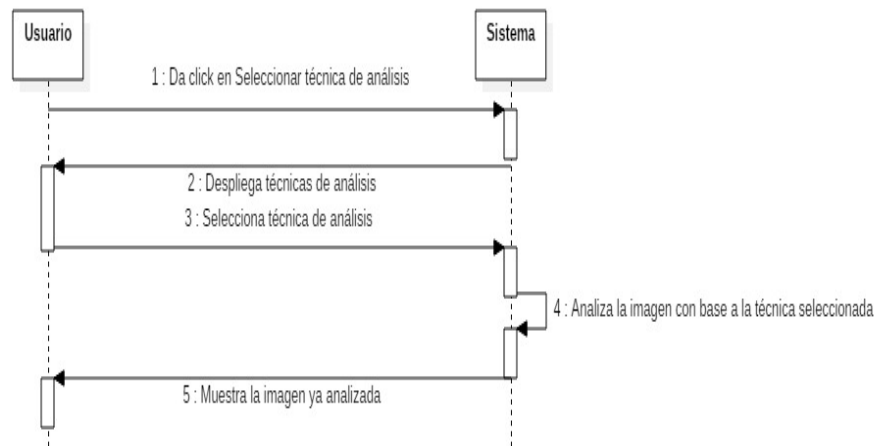 Usuario
Sistema
1 : Da click en Seleccionar técnica de análisis
2 : Despliega técnicas de análisis
3 : Selecciona técnica de análisis
4 : Analiza la imagen con base a la técnica seleccionada
5 : Muestra la imagen ya analizada